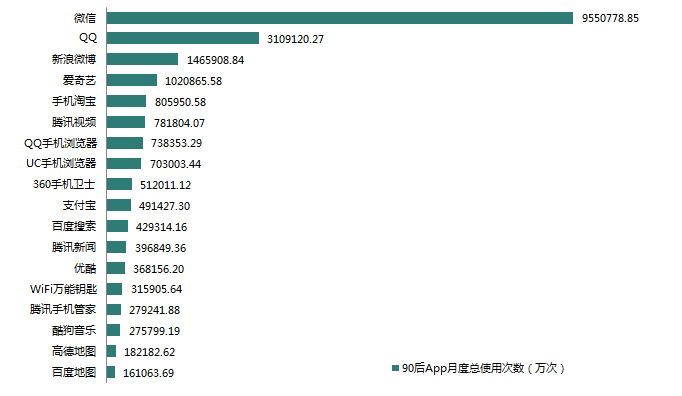 微信 9550778.85
QQ 3109120.27
新浪微博 1465908.84
爱奇艺 1020865.58
手机淘宝 805950.58
腾讯视频 781804.07
QQ手机浏览器 738353.29
UC手机浏览器 703003.44
360手机卫士 512011.12
支付宝 491427.30
百度搜索 429314.16
腾讯新闻 396849.36
优酷 368156.20
WiFi万能钥匙 315905.64
腾讯手机管家 279241.88
酷狗音乐 275799.19
高德地图 182182.62
百度地图 161063.69
90后App月度总使用次数（万次）